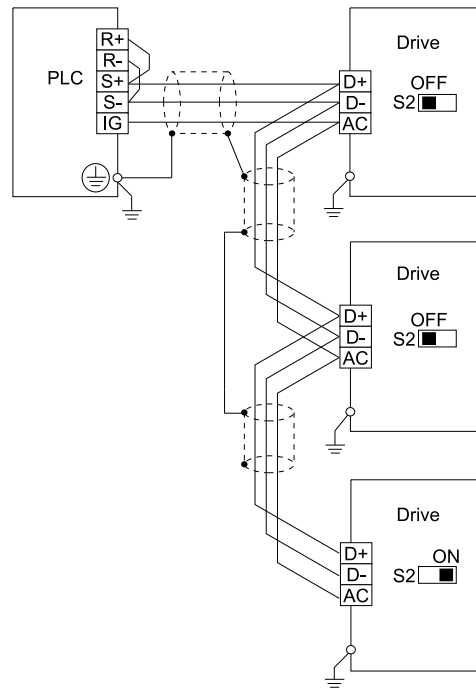 PLC
R+
R-
S+
S-
IG
Drive
OFF
S2
D+
D-
AC
Drive
OFF
S2
D+
D-
AC
Drive
ON
S2
D+
D-
AC